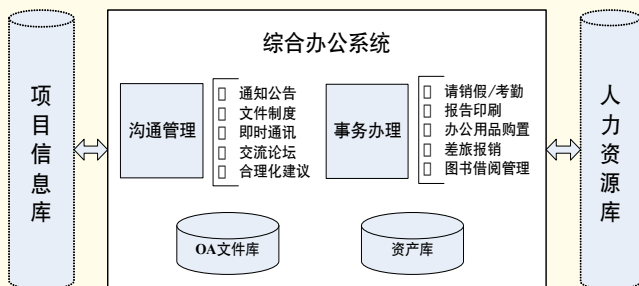 综合办公系统
项目信息库
沟通管理
通知公告
文件制度
即时通讯
交流论坛
合理化建议
事务办理
请销假/考勤
报告印刷
办公用品购置
差旅报销
图书借阅管理
人力资源库
OA文件库
资产库